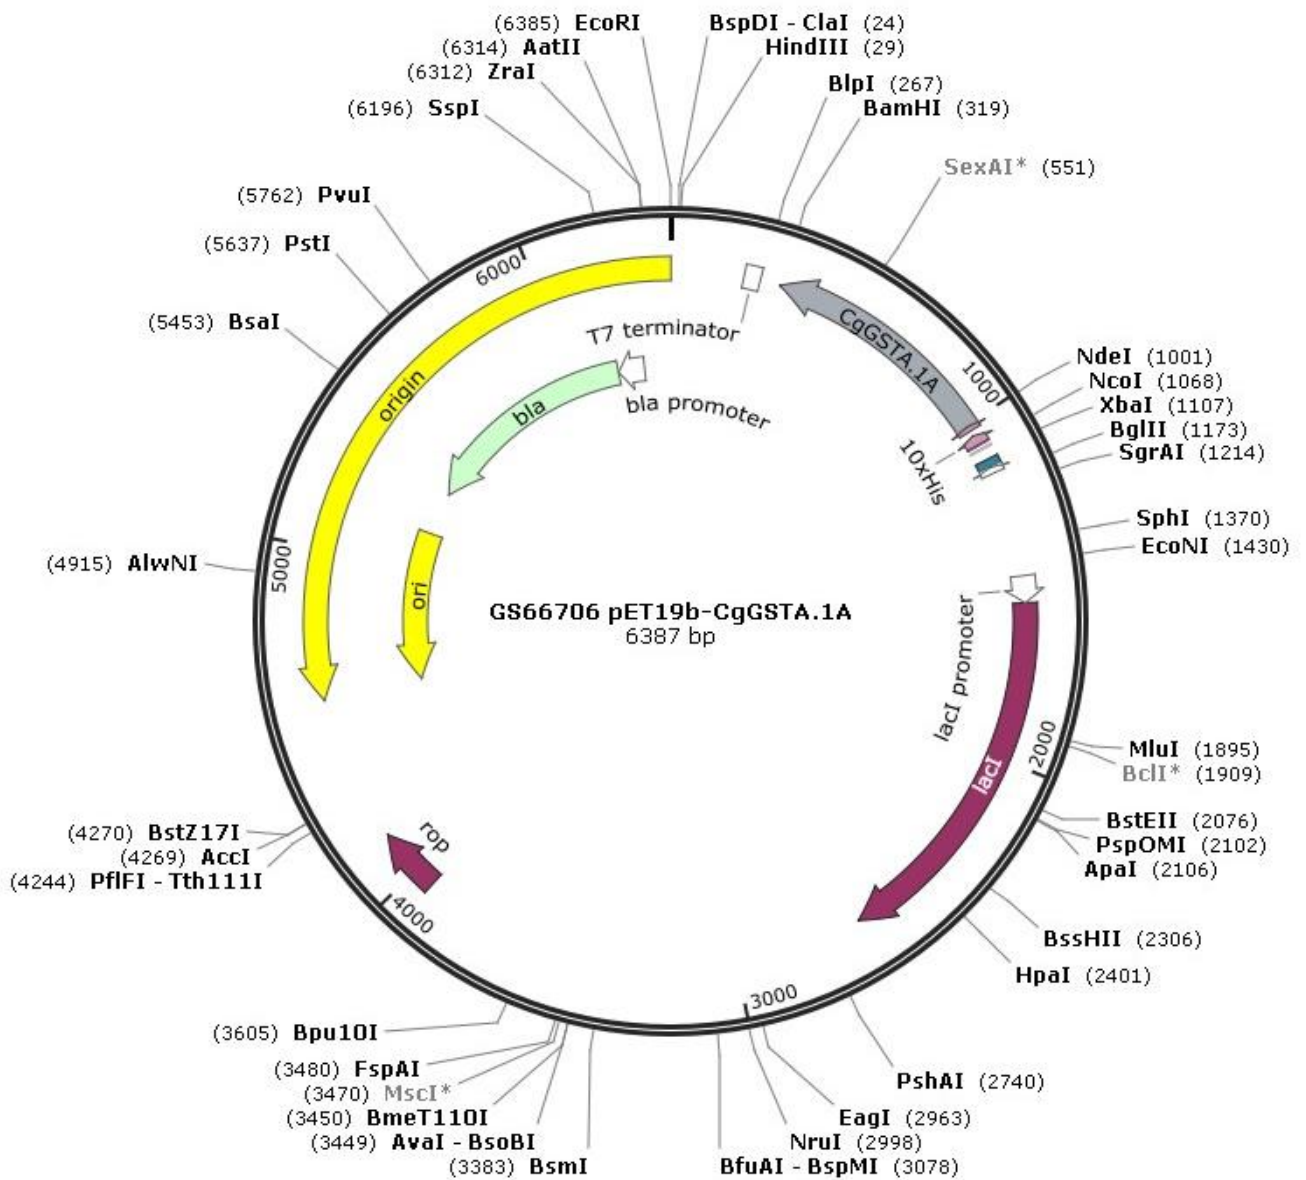 (6385) EcoRI
(6314) AatII
(6312) ZraI
(6196) SspI
(5762) PvuI
(5637) PstI
(5453) BsaI
(4915) AlwNI
(4270) BstZ17I
(4269) AccI
(4244) PflFI - Tth111I
(3605) Bpu10I
(3480) FspAI
(3470) MscI*
(3450) BmeT110I
(3449) AvaI - BsoBI
(3383) BsmI
BspDI - ClaI (24)
HindIII (29)
BlpI (267)
BamHI (319)
SexAI* (551)
NdeI (1001)
NcoI (1068)
XbaI (1107)
BglII (1173)
SgrAI (1214)
SphI (1370)
EcoNI (1430)
MluI (1895)
BclI* (1909)
BstEII (2076)
PspOMI (2102)
ApaI (2106)
BssHII (2306)
HpaI (2401)
PshAI (2740)
EagI (2963)
NruI (2998)
BfuAI - BspMI (3078)
1000
2000
3000
4000
5000
6000
T7 terminator
CgGSTA.1A
10xHis
lacI promoter
lacI
rop
ori
origin
bla
bla promoter
GS66706 pET19b-CgGSTA.1A
6387 bp